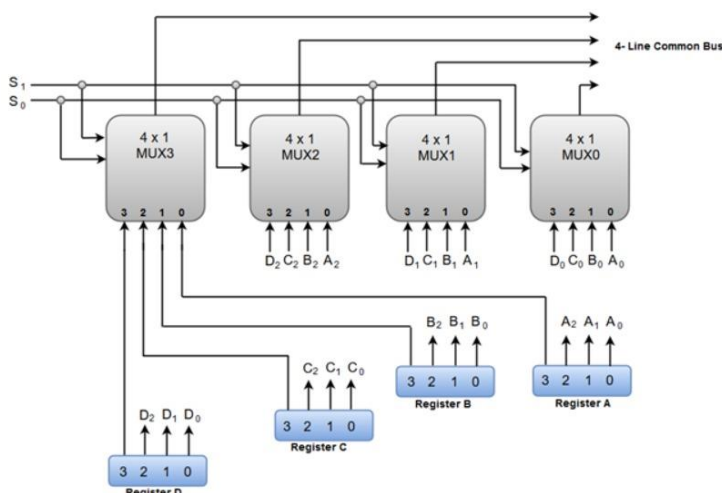 4- Line Common Bus
S1
S0
4 x 1
MUX3
3 2 1 0
4 x 1
MUX2
3 2 1 0
4 x 1
MUX1
3 2 1 0
4 x 1
MUX0
3 2 1 0
D2 C2 B2 A2
D1 C1 B1 A1
D0 C0 B0 A0
B2 B1 B0
3 2 1 0
Register B
A2 A1 A0
3 2 1 0
Register A
C2 C1 C0
3 2 1 0
Register C
D2 D1 D0
3 2 1 0
Register D